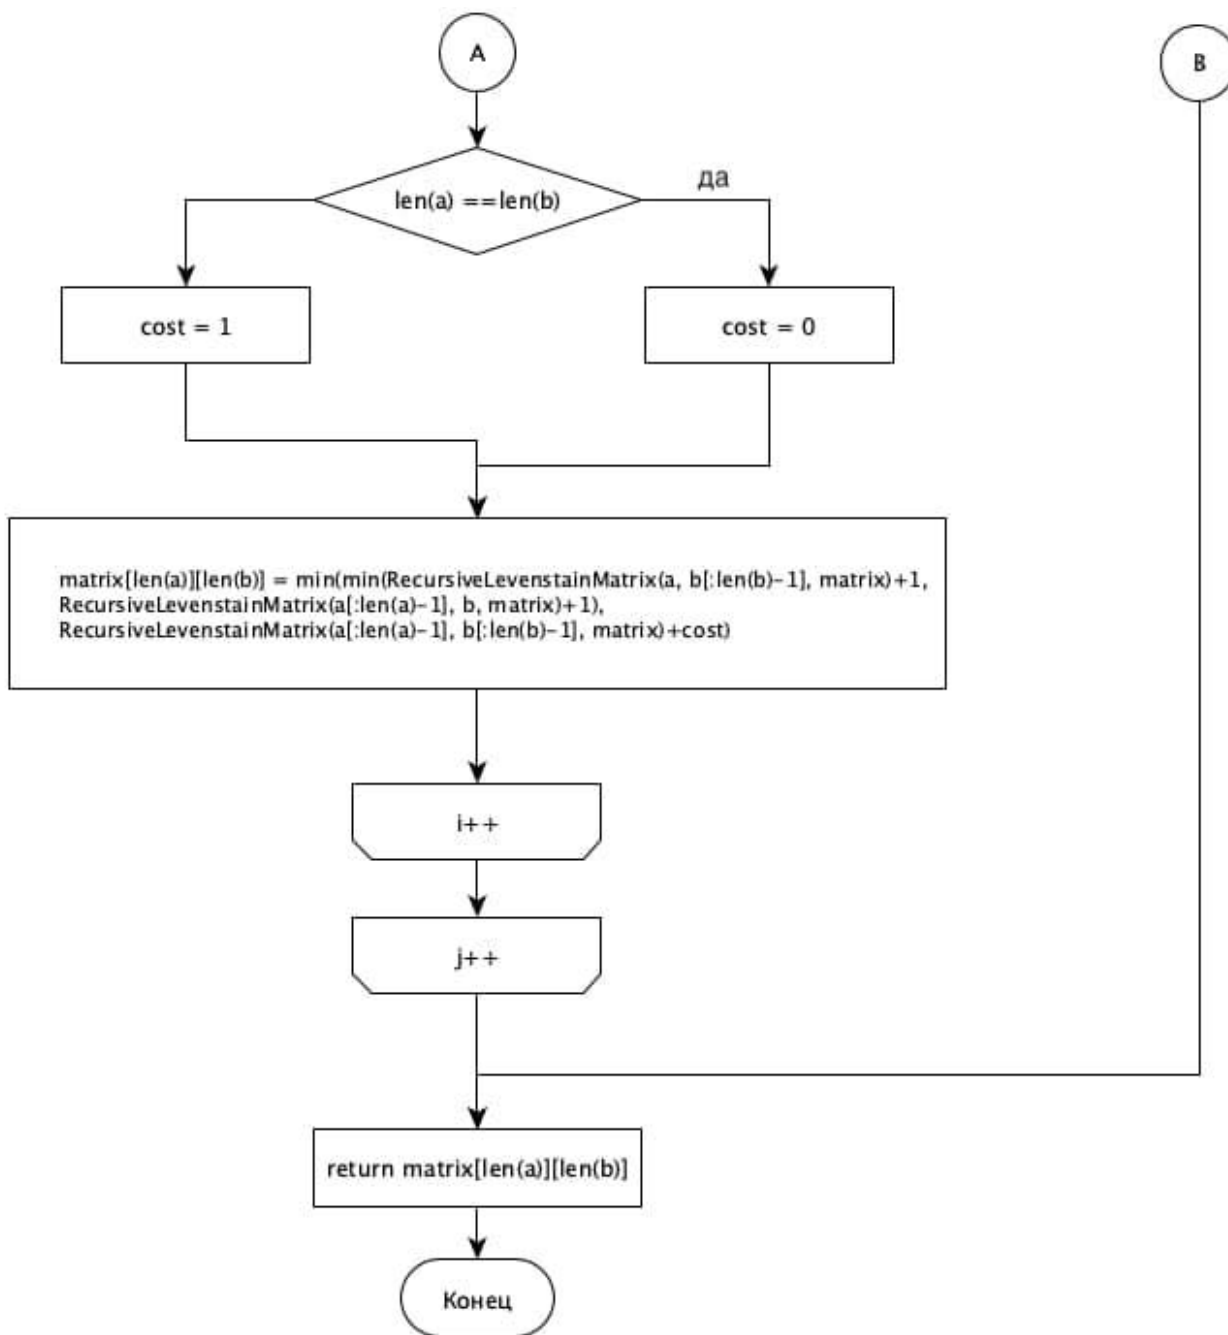 A
B
len(a) ==len(b)
да
cost = 1
cost = 0
matrix[len(a)][len(b)] = min(min(RecursiveLevenstainMatrix(a, b[:len(b)-1], matrix)+1,
RecursiveLevenstainMatrix(a[:len(a)-1], b, matrix)+1),
RecursiveLevenstainMatrix(a[:len(a)-1], b[:len(b)-1], matrix)+cost)
i++
j++
return matrix[len(a)][len(b)]
Конец